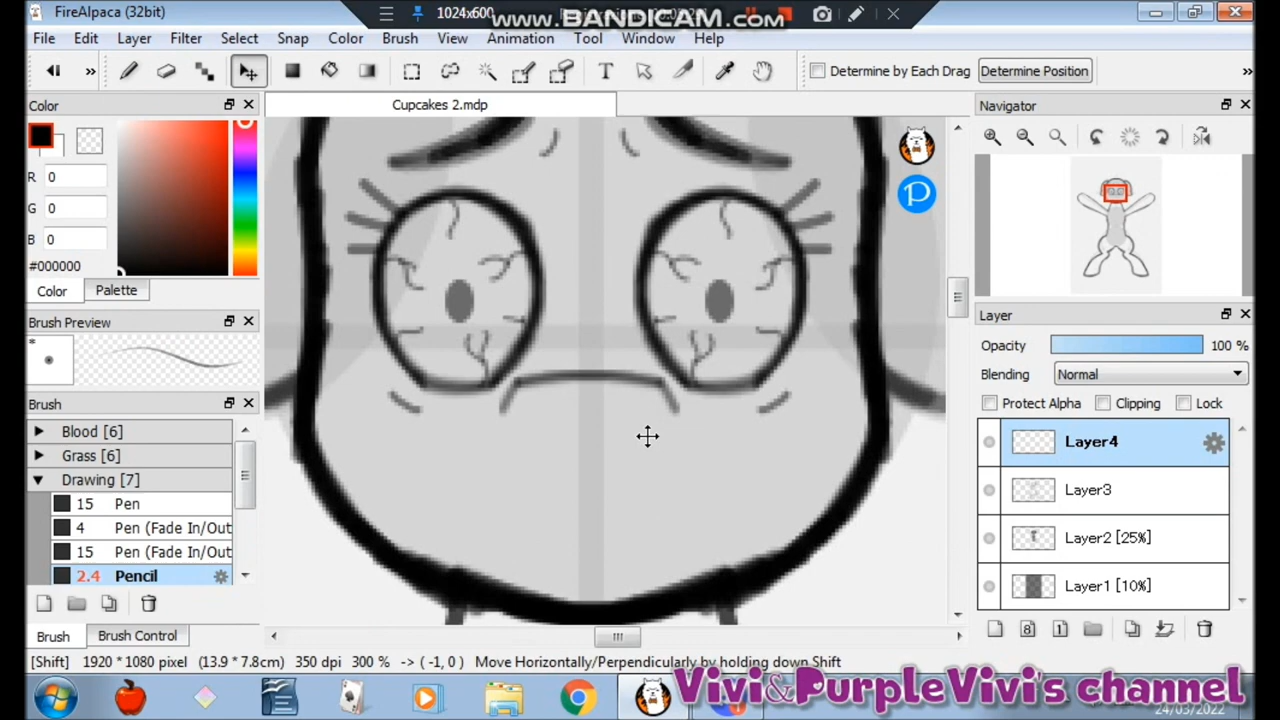 FireAlpaca (32bit)
1024x600
www.BANDICAM.com
File Edit Layer Filter Select Snap Color Brush View Animation Tool Window Help
Determine by Each Drag
Determine Position
Color
Cupcakes 2.mdp
Navigator
R 0
G 0
B 0
#000000
Color
Palette
Brush Preview
*
Brush
Blood [6]
Grass [6]
Drawing [7]
15 Pen
4 Pen (Fade In/Out
15 Pen (Fade In/Out
2.4 Pencil
Brush
Brush Control
P
Layer
Opacity 100 %
Blending Normal
Protect Alpha Clipping Lock
Layer4
Layer3
Layer2 [25%]
Layer1 [10%]
8 1
[Shift] 1920 * 1080 pixel (13.9 * 7.8cm) 350 dpi 300 % -> ( -1, 0 ) Move Horizontally/Perpendicularly by holding down Shift
Vivi&PurpleVivi's channel
24/03/2022